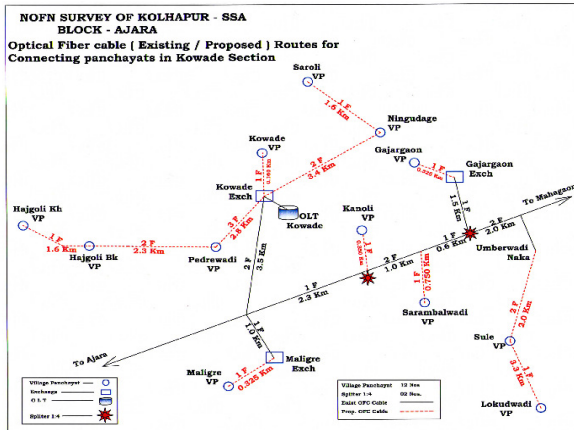 NOFN SURVEY OF KOLHAPUR - SSA
BLOCK - AJARA
Optical Fiber cable ( Existing / Proposed ) Routes for
Connecting panchayats in Kowade Section
Saroli
VP
1 F
1.6 Km
Ningudage
VP
Kowade
VP
1 F
2 F
3.4 Km
Gajargaon
VP
1 F
Gajargaon
Exch
Kowade
Exch
OLT
Kowade
1 F
1.5 Km
To Mahagaon
2 F
2.0 Km
Hajgoli Kh
VP
1 F
1.6 Km
Hajgoli Bk
VP
2 F
2.3 Km
Pedrewadi
VP
3 F
2.8 Km
Kanoli
VP
1 F
1 F
0.6 Km
Umberwadi
Naka
2 F
3.5 Km
2 F
1.0 Km
1 F
0.750 Km
Sarambalwadi
VP
1 F
2.3 Km
2 F
2.0 Km
1 F
1.0 Km
Sule
VP
To Ajara
Maligre
Exch
1 F
0.325 Km
Maligre
VP
1 F
3.3 Km
Lokudwadi VP
Village Panchayat
Exchange
O L T
Spliter 1:4
Village Panchayat 12 Nos
Spliter 1:4 02 Nos.
Exist OFC Cable
Prop. OFC Cable